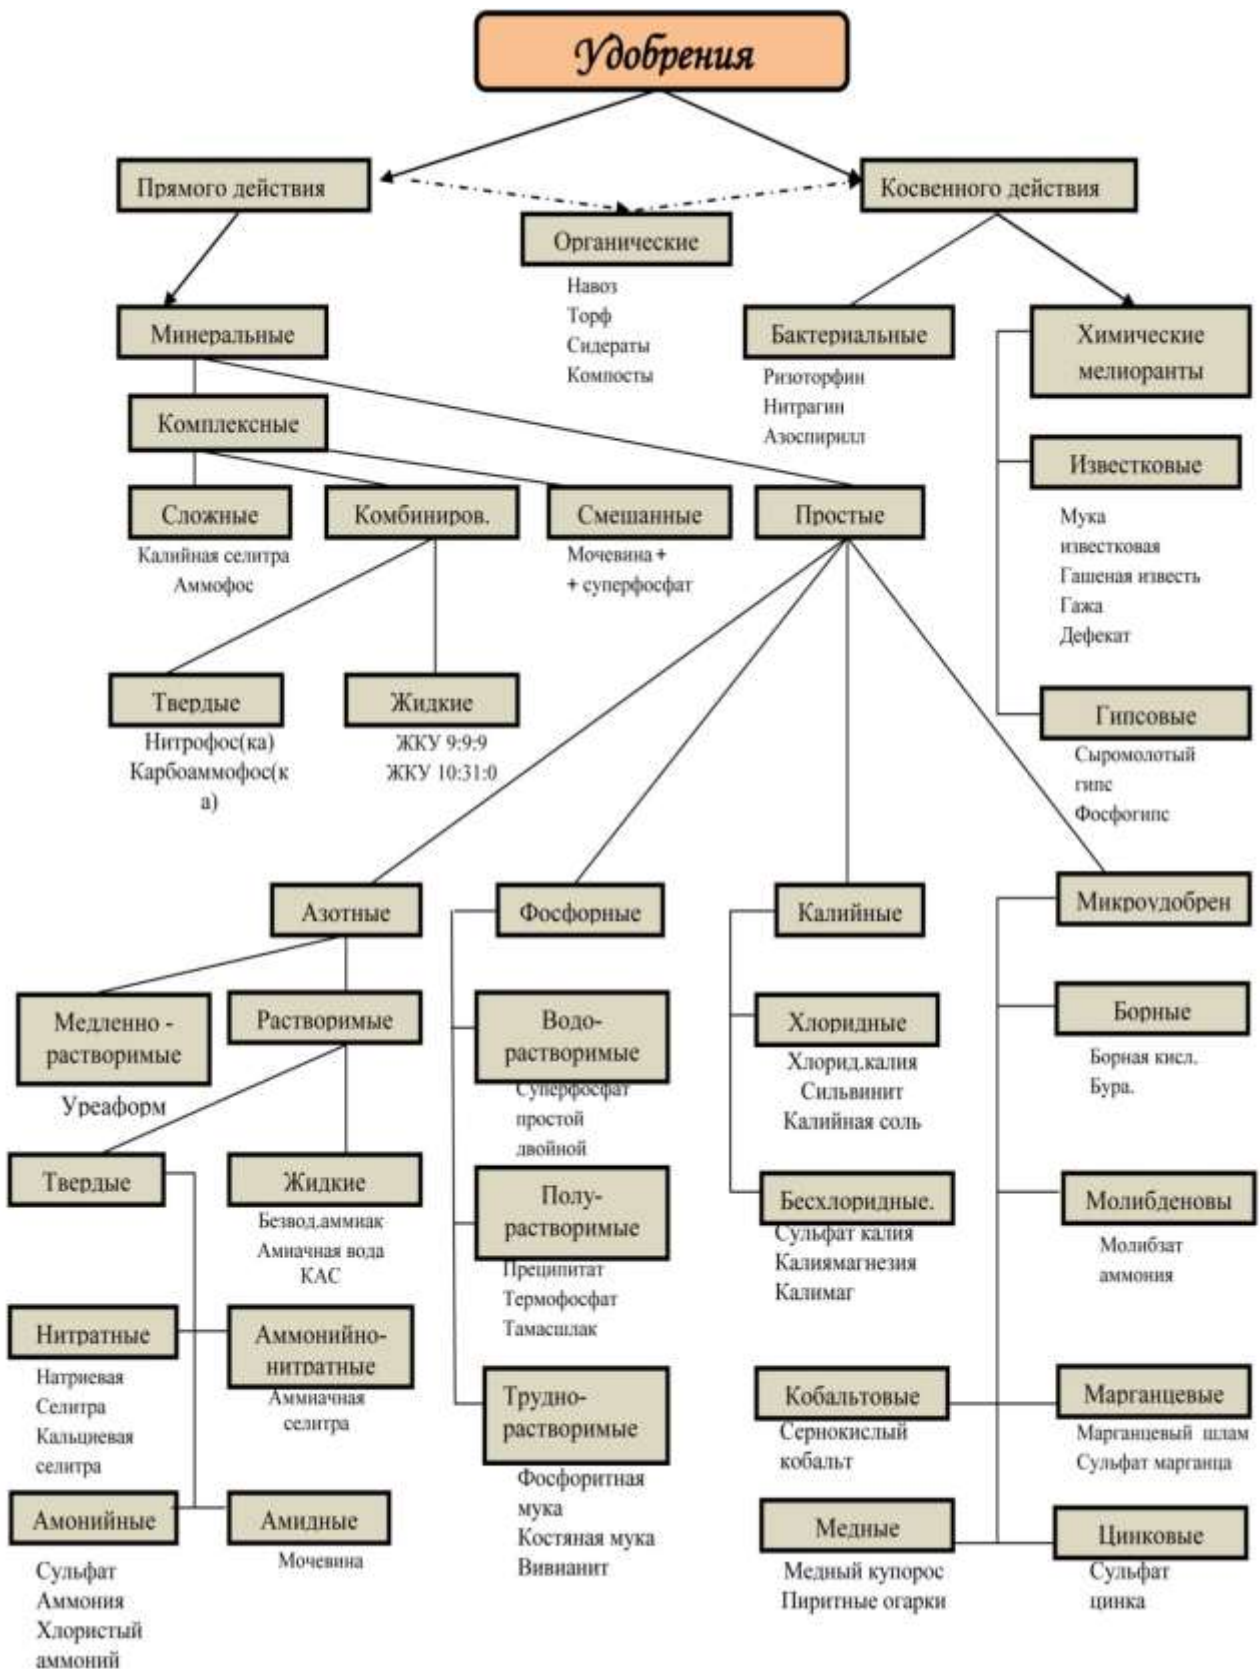 Удобрения
Прямого действия
Косвенного действия
Органические
Навоз
Торф
Сидераты
Компосты
Минеральные
Бактериальные
Ризоторфин
Нитрагин
Азоспирилл
Химические
мелиоранты
Комплексные
Известковые
Мука
известковая
Гашеная известь
Гажа
Дефекат
Сложные
Калийная селитра
Аммофос
Комбиниров.
Смешанные
Мочевина +
+ суперфосфат
Простые
Твердые
Нитрофос(ка)
Карбоаммофос(к
а)
Жидкие
ЖКУ 9:9:9
ЖКУ 10:31:0
Гипсовые
Сыромолотый
гипс
Фосфогипс
Азотные
Фосфорные
Калийные
Микроудобрен
Медленно -
растворимые
Уреаформ
Растворимые
Водо-
растворимые
Суперфосфат
простой
двойной
Хлоридные
Хлорид.калия
Сильвинит
Калийная соль
Борные
Борная кисл.
Бура.
Твердые
Жидкие
Безвод.аммиак
Амиачная вода
КАС
Полу-
растворимые
Преципитат
Термофосфат
Тамасшлак
Бесхлоридные.
Сульфат калия
Калиямагнезия
Калимаг
Молибденовы
Молибзат
аммония
Нитратные
Натриевая
Селитра
Кальциевая
селитра
Аммонийно-
нитратные
Аммиачная
селитра
Трудно-
растворимые
Фосфоритная
мука
Костяная мука
Вивианит
Кобальтовые
Сернокислый
кобальт
Марганцевые
Марганцевый шлам
Сульфат марганца
Амонийные
Сульфат
Аммония
Хлористый
аммоний
Амидные
Мочевина
Медные
Медный купорос
Пиритные огарки
Цинковые
Сульфат
цинка